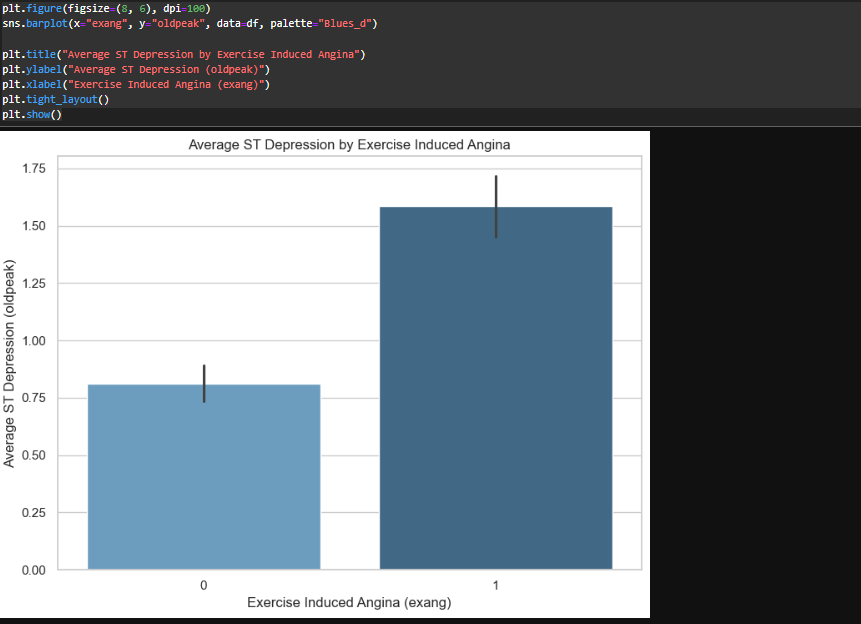 plt.figure(figsize=(8, 6), dpi=100)
sns.barplot(x="exang", y="oldpeak", data=df, palette="Blues_d")
plt.title("Average ST Depression by Exercise Induced Angina")
plt.ylabel("Average ST Depression (oldpeak)")
plt.xlabel("Exercise Induced Angina (exang)")
plt.tight_layout()
plt.show()
Average ST Depression by Exercise Induced Angina
1.75
1.50
1.25
1.00
0.75
0.50
0.25
0.00
Average ST Depression (oldpeak)
0 1
Exercise Induced Angina (exang)